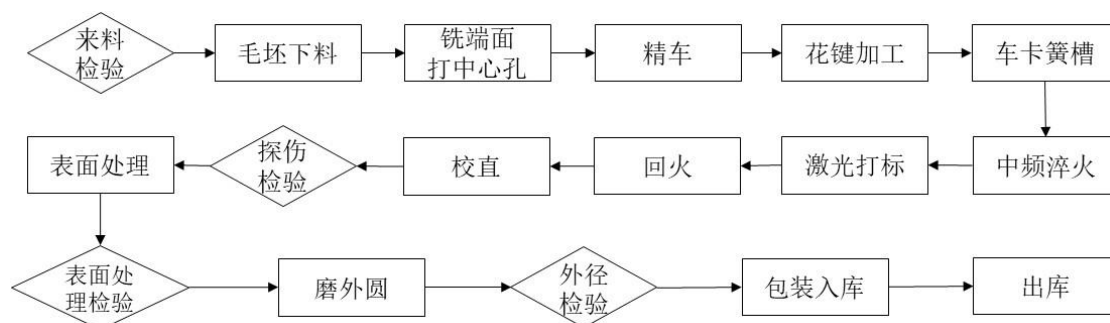 来料
检验
毛坯下料
铣端面
打中心孔
精车
花键加工
车卡簧槽
表面处理
探伤
检验
校直
回火
激光打标
中频淬火
表面处
理检验
磨外圆
外径
检验
包装入库
出库